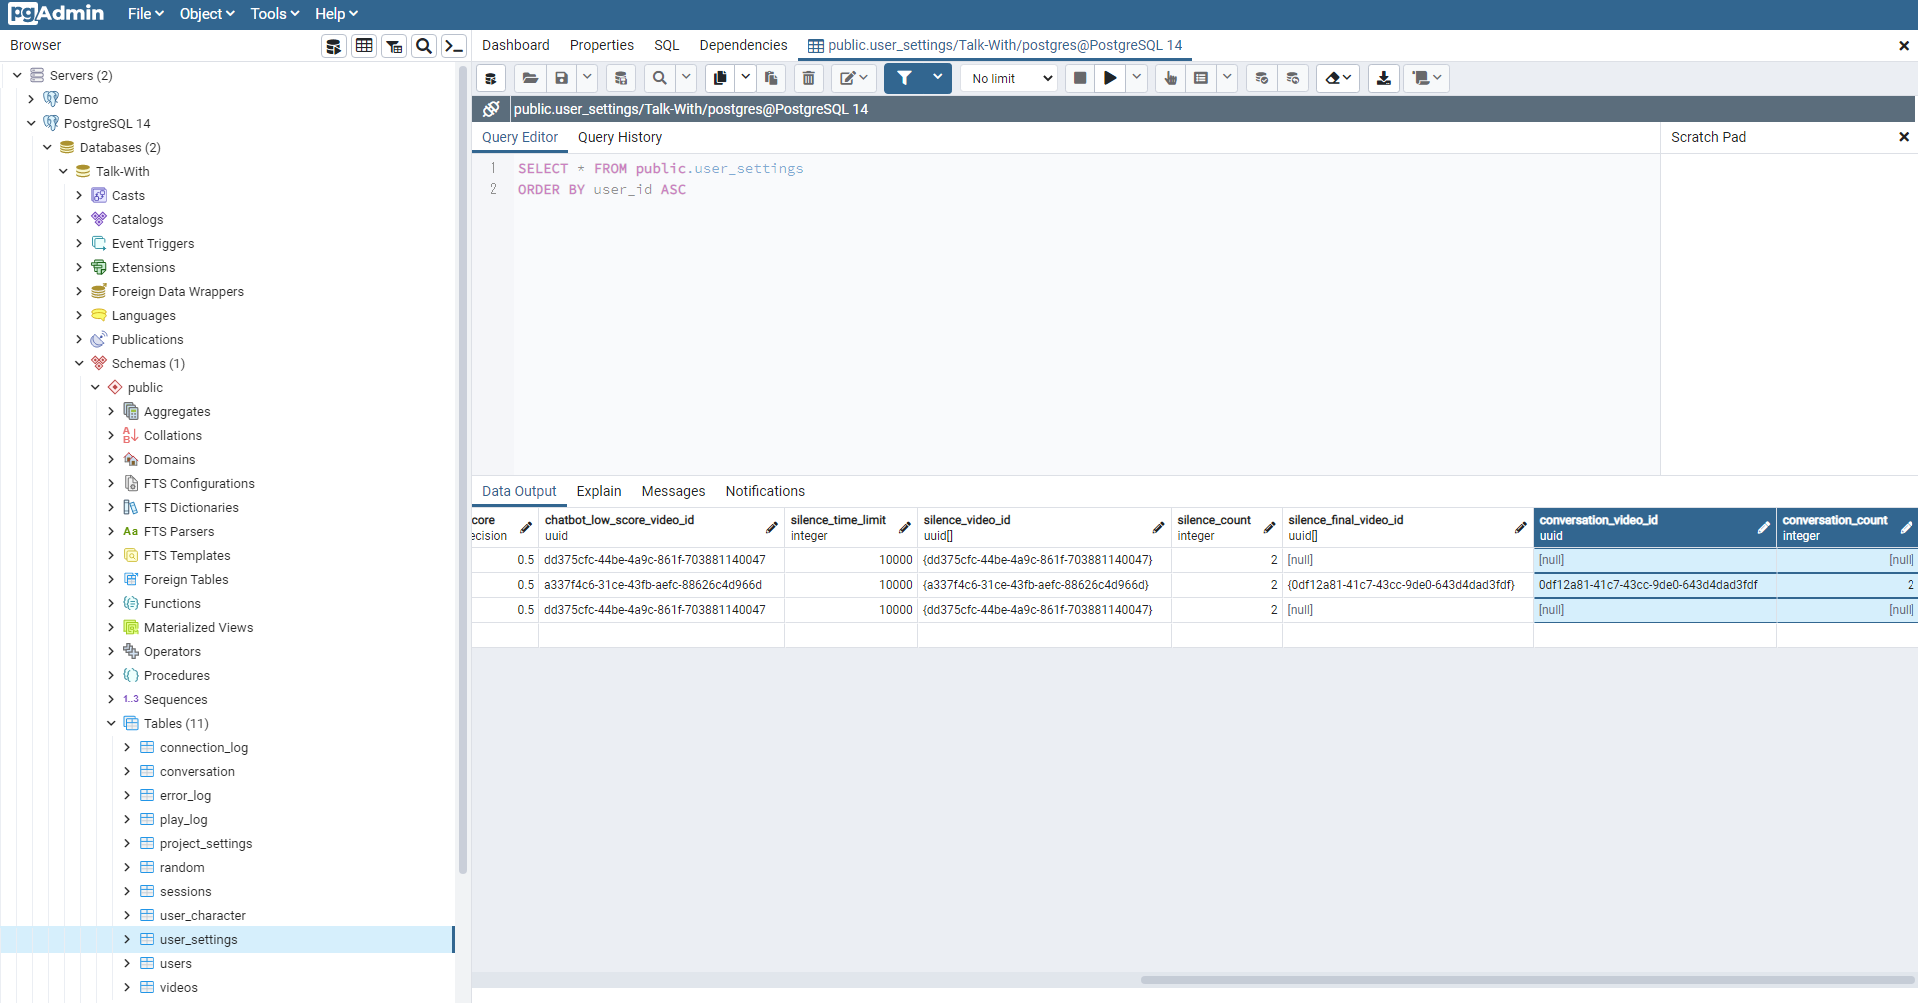 pgAdmin File Object Tools Help
Browser
Dashboard Properties SQL Dependencies public.user_settings/Talk-With/postgres@PostgreSQL 14
No limit
public.user_settings/Talk-With/postgres@PostgreSQL 14
Query Editor Query History
Scratch Pad
1 SELECT * FROM public.user_settings
2 ORDER BY user_id ASC
Servers (2)
Demo
PostgreSQL 14
Databases (2)
Talk-With
Casts
Catalogs
Event Triggers
Extensions
Foreign Data Wrappers
Languages
Publications
Schemas (1)
public
Aggregates
Collations
Domains
FTS Configurations
FTS Dictionaries
Aa FTS Parsers
FTS Templates
Foreign Tables
Functions
Materialized Views
Operators
Procedures
1..3 Sequences
Tables (11)
connection_log
conversation
error_log
play_log
project_settings
random
sessions
user_character
user_settings
users
videos
Data Output Explain Messages Notifications
core chatbot_low_score_video_id silence_time_limit silence_video_id silence_count silence_final_video_id conversation_video_id conversation_count
ecision uuid integer uuid[] integer uuid[] uuid integer
0.5 dd375cfc-44be-4a9c-861f-703881140047 10000 {dd375cfc-44be-4a9c-861f-703881140047} 2 [null] [null] [null]
0.5 a337f4c6-31ce-43fb-aefc-88626c4d966d 10000 {a337f4c6-31ce-43fb-aefc-88626c4d966d} 2 {0df12a81-41c7-43cc-9de0-643d4dad3fdf} 0df12a81-41c7-43cc-9de0-643d4dad3fdf 2
0.5 dd375cfc-44be-4a9c-861f-703881140047 10000 {dd375cfc-44be-4a9c-861f-703881140047} 2 [null] [null] [null]